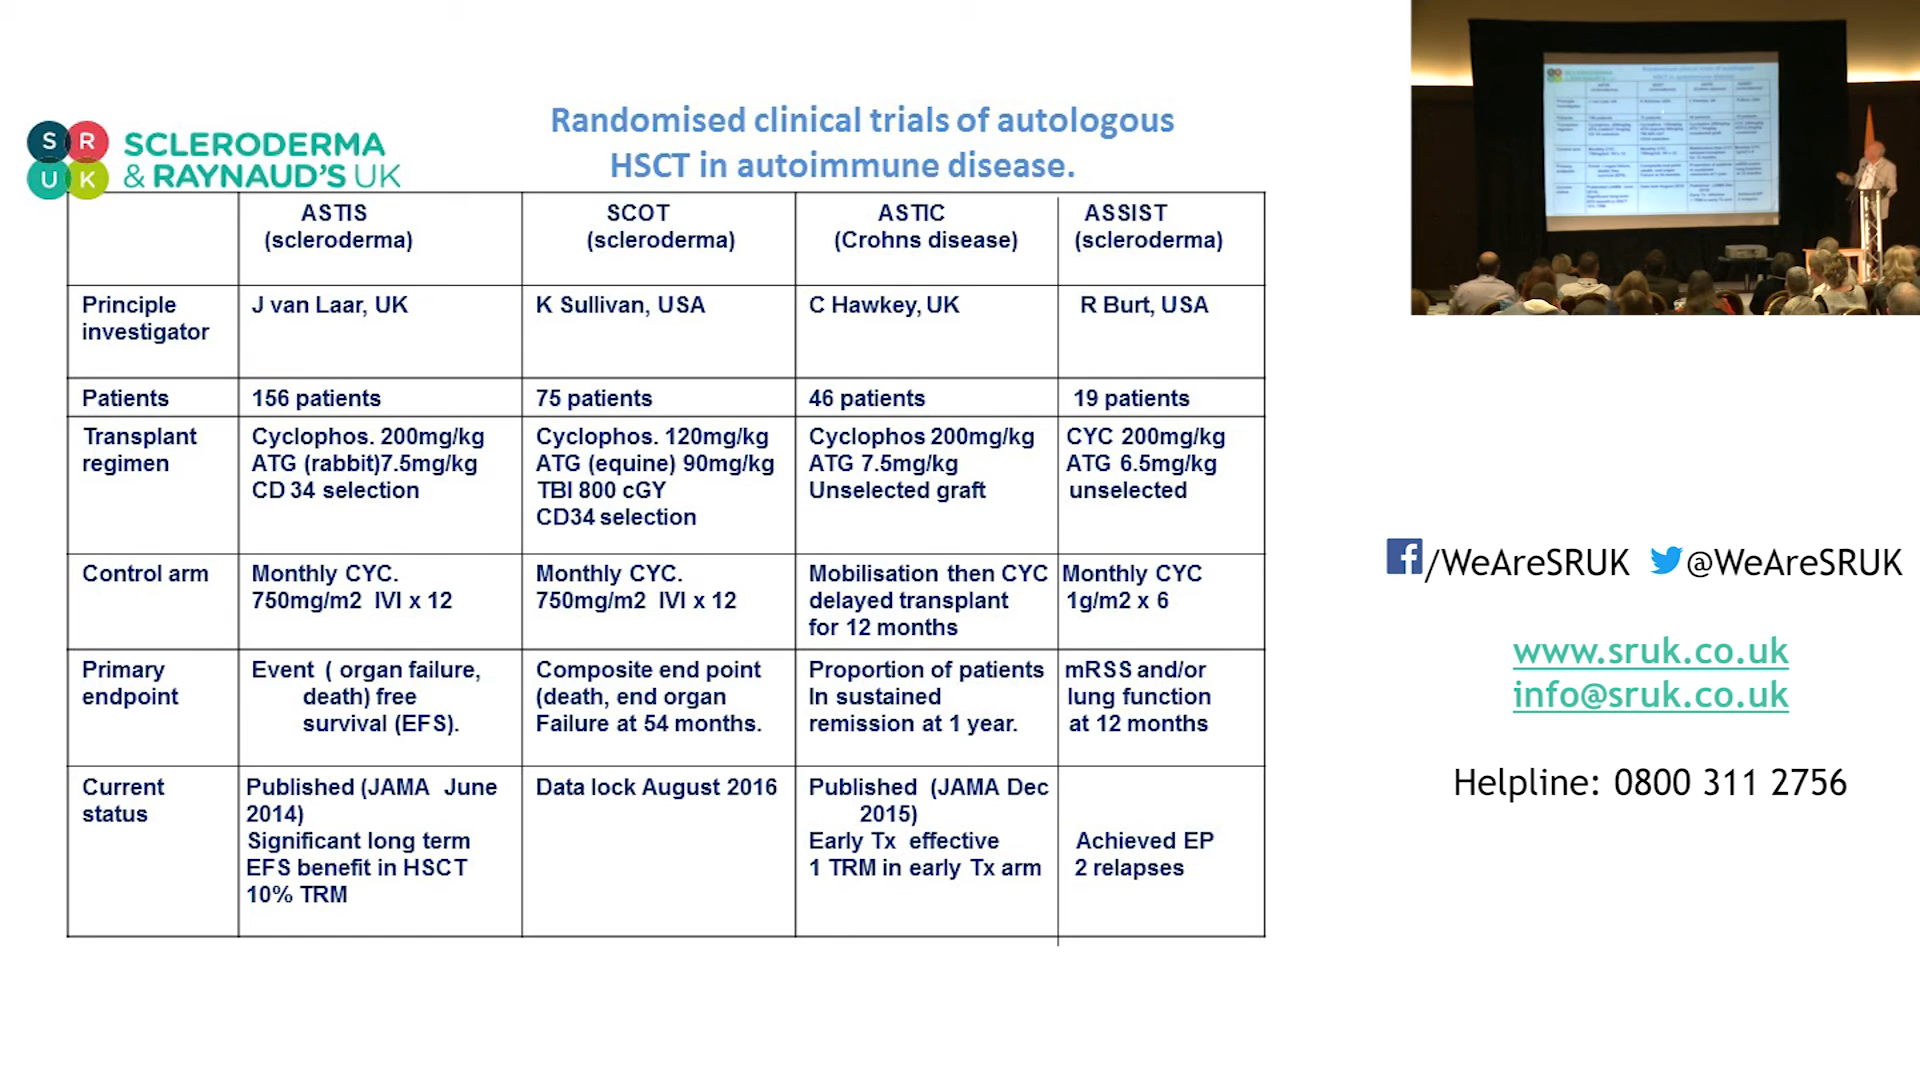 S R
U K
SCLERODERMA
& RAYNAUD'S UK
Randomised clinical trials of autologous
HSCT in autoimmune disease.
ASTIS
(scleroderma)
SCOT
(scleroderma)
ASTIC
(Crohns disease)
ASSIST
(scleroderma)
Principle
investigator
J van Laar, UK
K Sullivan, USA
C Hawkey, UK
R Burt, USA
Patients
156 patients
75 patients
46 patients
19 patients
Transplant
regimen
Cyclophos. 200mg/kg
ATG (rabbit)7.5mg/kg
CD 34 selection
Cyclophos. 120mg/kg
ATG (equine) 90mg/kg
TBI 800 cGY
CD34 selection
Cyclophos 200mg/kg
ATG 7.5mg/kg
Unselected graft
CYC 200mg/kg
ATG 6.5mg/kg
unselected
Control arm
Monthly CYC.
750mg/m2 IVI x 12
Monthly CYC.
750mg/m2 IVI x 12
Mobilisation then CYC
delayed transplant
for 12 months
Monthly CYC
1g/m2 x 6
Primary
endpoint
Event ( organ failure,
death) free
survival (EFS).
Composite end point
(death, end organ
Failure at 54 months.
Proportion of patients
In sustained
remission at 1 year.
mRSS and/or
lung function
at 12 months
Current
status
Published (JAMA June
2014)
Significant long term
EFS benefit in HSCT
10% TRM
Data lock August 2016
Published (JAMA Dec
2015)
Early Tx effective
1 TRM in early Tx arm
Achieved EP
2 relapses
/WeAreSRUK @WeAreSRUK
www.sruk.co.uk
info@sruk.co.uk
Helpline: 0800 311 2756